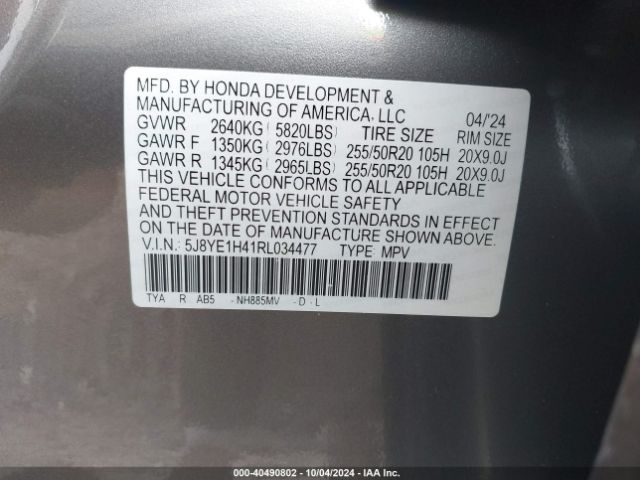 MFD. BY HONDA DEVELOPMENT &
MANUFACTURING OF AMERICA, LLC 04/'24
GVWR 2640KG ( 5820LBS) TIRE SIZE RIM SIZE
GAWR F 1350KG ( 2976LBS) 255/50R20 105H 20X9.0J
GAWR R 1345KG ( 2965LBS) 255/50R20 105H 20X9.0J
THIS VEHICLE CONFORMS TO ALL APPLICABLE
FEDERAL MOTOR VEHICLE SAFETY
AND THEFT PREVENTION STANDARDS IN EFFECT
ON THE DATE OF MANUFACTURE SHOWN ABOVE.
V.I.N.: 5J8YE1H41RL034477 TYPE: MPV
TYA R AB5 -NH885MV -D-L
000-40490802 - 10/04/2024 - IAA Inc.